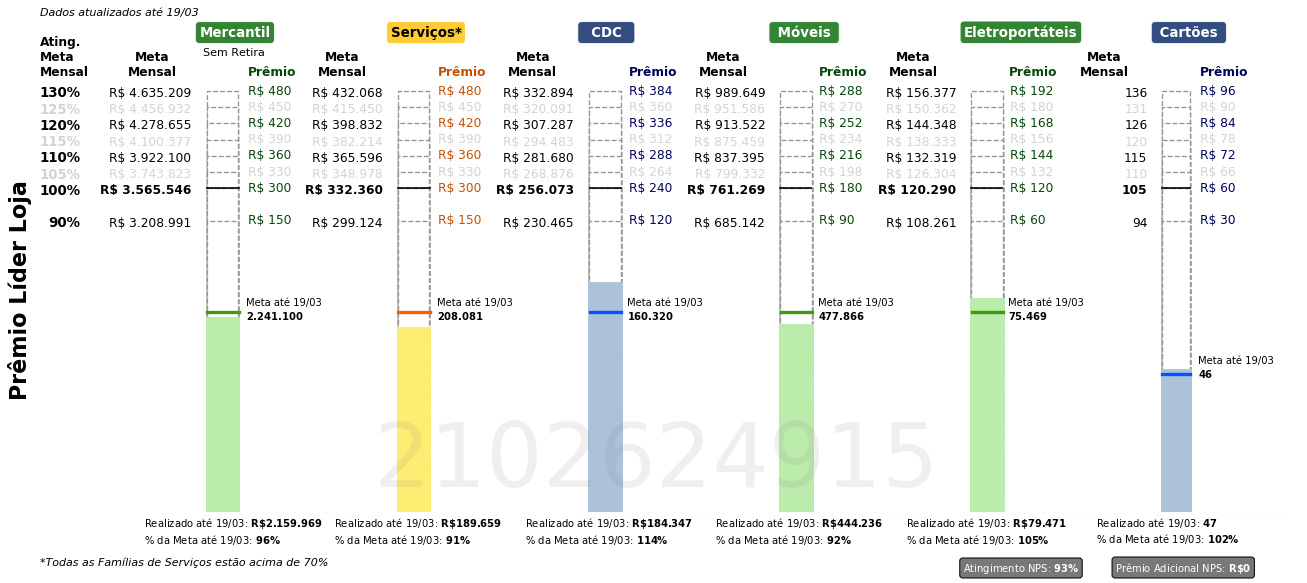 Dados atualizados até 19/03
Mercantil Serviços* CDC Móveis Eletroportáteis Cartões
Sem Retira
Ating. Meta Mensal Meta Mensal Prêmio Meta Mensal Prêmio Meta Mensal Prêmio Meta Mensal Prêmio Meta Mensal Prêmio Meta Mensal Prêmio
130% R$ 4.635.209 R$ 480 R$ 432.068 R$ 480 R$ 332.894 R$ 384 R$ 989.649 R$ 288 R$ 156.377 R$ 192 136 R$ 96
125% R$ 4.456.932 R$ 450 R$ 415.450 R$ 450 R$ 320.091 R$ 360 R$ 951.586 R$ 270 R$ 150.362 R$ 180 131 R$ 90
120% R$ 4.278.655 R$ 420 R$ 398.832 R$ 420 R$ 307.287 R$ 336 R$ 913.522 R$ 252 R$ 144.348 R$ 168 126 R$ 84
115% R$ 4.100.377 R$ 390 R$ 382.214 R$ 390 R$ 294.483 R$ 312 R$ 875.459 R$ 234 R$ 138.333 R$ 156 120 R$ 78
110% R$ 3.922.100 R$ 360 R$ 365.596 R$ 360 R$ 281.680 R$ 288 R$ 837.395 R$ 216 R$ 132.319 R$ 144 115 R$ 72
105% R$ 3.743.823 R$ 330 R$ 348.978 R$ 330 R$ 268.876 R$ 264 R$ 799.332 R$ 198 R$ 126.304 R$ 132 110 R$ 66
100% R$ 3.565.546 R$ 300 R$ 332.360 R$ 300 R$ 256.073 R$ 240 R$ 761.269 R$ 180 R$ 120.290 R$ 120 105 R$ 60
90% R$ 3.208.991 R$ 150 R$ 299.124 R$ 150 R$ 230.465 R$ 120 R$ 685.142 R$ 90 R$ 108.261 R$ 60 94 R$ 30
Prêmio Líder Loja
Meta até 19/03 Meta até 19/03 Meta até 19/03 Meta até 19/03 Meta até 19/03
2.241.100 208.081 160.320 477.866 75.469
Meta até 19/03
46
2102624915
Realizado até 19/03: R$2.159.969 Realizado até 19/03: R$189.659 Realizado até 19/03: R$184.347 Realizado até 19/03: R$444.236 Realizado até 19/03: R$79.471 Realizado até 19/03: 47
% da Meta até 19/03: 96% % da Meta até 19/03: 91% % da Meta até 19/03: 114% % da Meta até 19/03: 92% % da Meta até 19/03: 105% % da Meta até 19/03: 102%
*Todas as Famílias de Serviços estão acima de 70%
Atingimento NPS: 93% Prêmio Adicional NPS: R$0